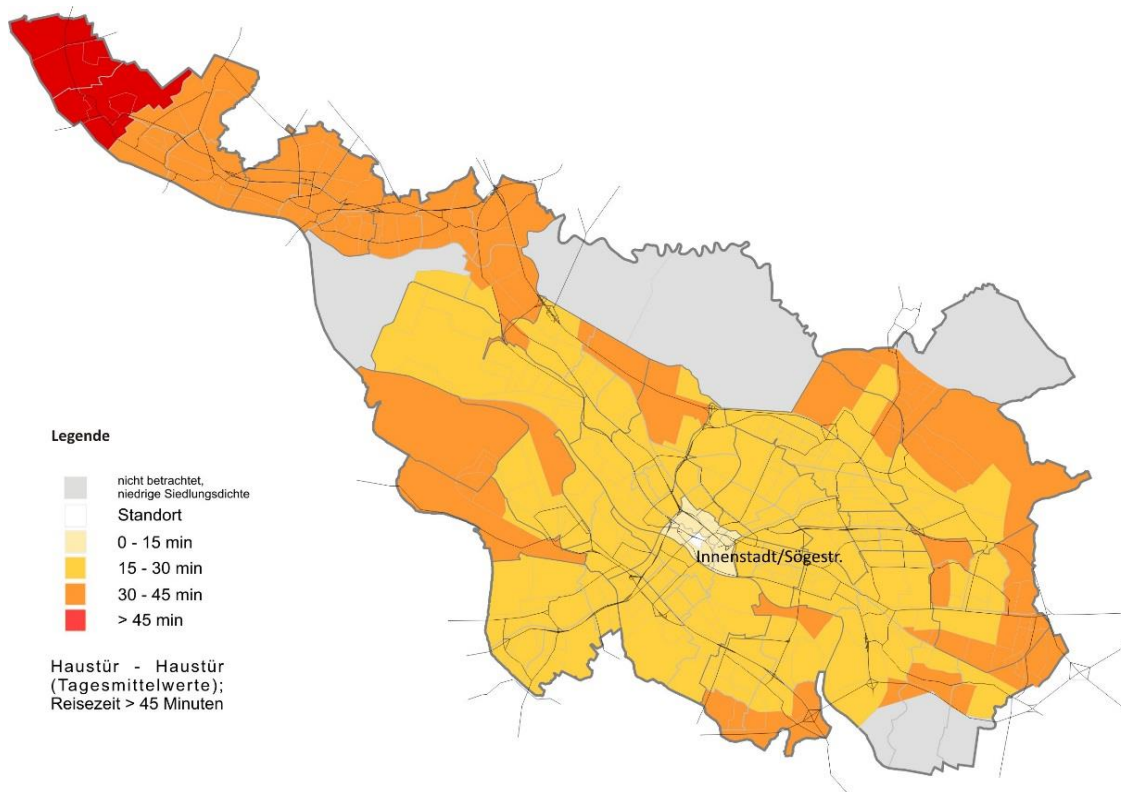 Innenstadt/Sögestr.
Legende
nicht betrachtet,
niedrige Siedlungsdichte
Standort
0 - 15 min
15 - 30 min
30 - 45 min
> 45 min
Haustür - Haustür
(Tagesmittelwerte);
Reisezeit > 45 Minuten